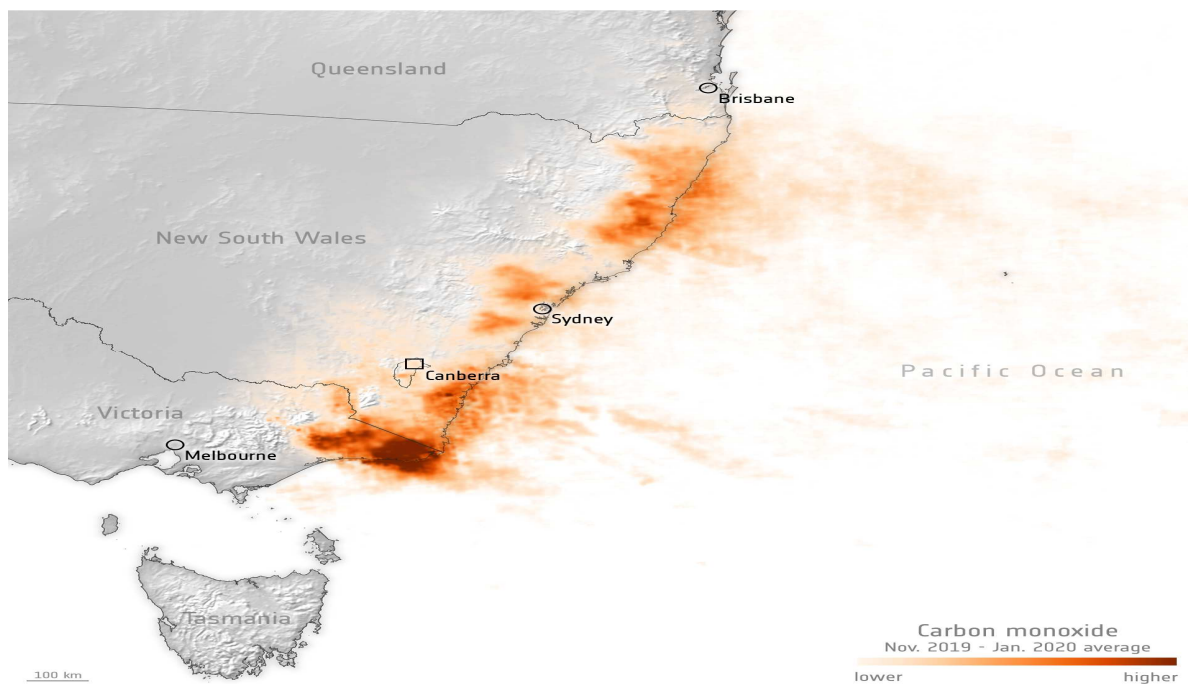 Queensland
Brisbane
New South Wales
Sydney
Pacific Ocean
Canberra
Victoria
Melbourne
Tasmania
Carbon monoxide
Nov. 2019 - Jan. 2020 average
lower
higher
100 km